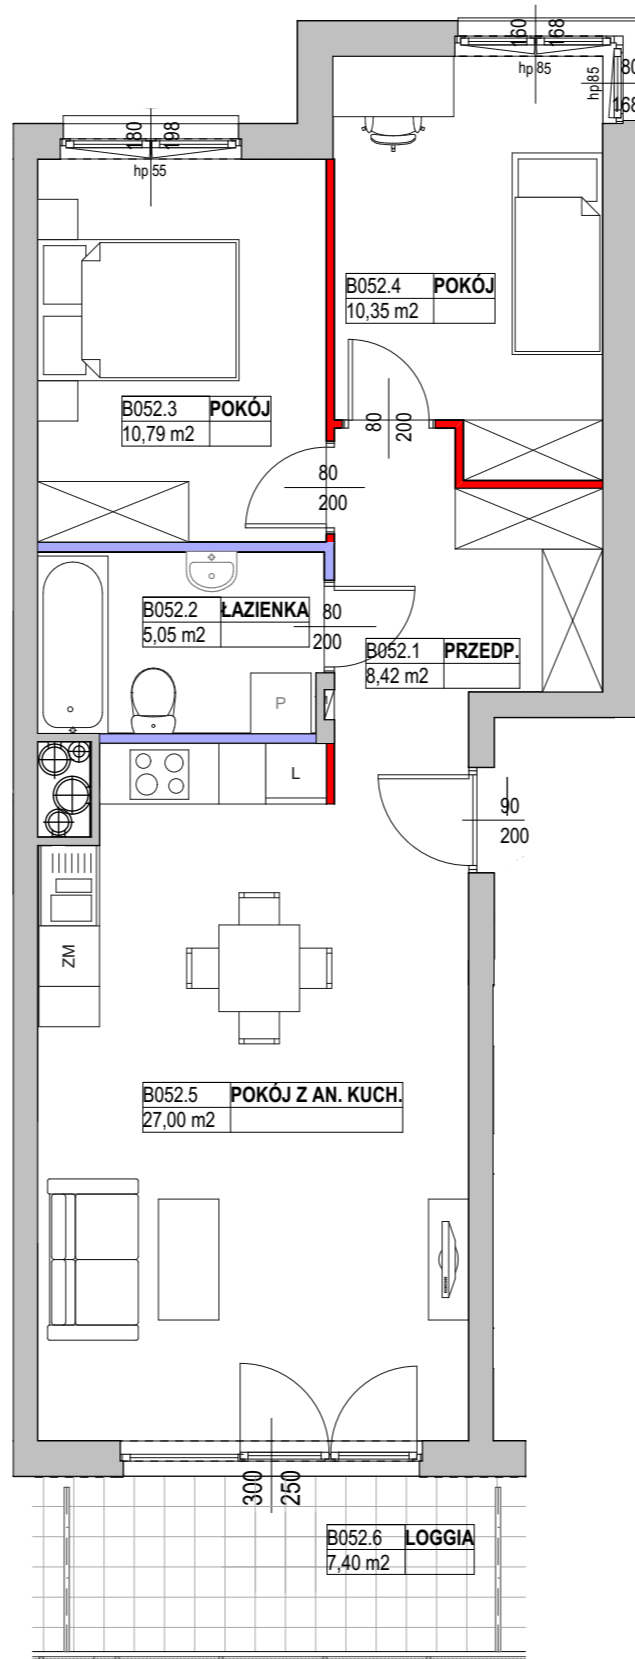 160 168
hp 85
hp 85
80
168
180 198
hp 55
B052.4 POKÓJ
10,35 m2
B052.3 POKÓJ
10,79 m2
80 200
80
200
B052.2 ŁAZIENKA
5,05 m2
80
200
B052.1 PRZEDP.
8,42 m2
P
L
90
200
ZM
B052.5 POKÓJ Z AN. KUCH.
27,00 m2
300 250
B052.6 LOGGIA
7,40 m2